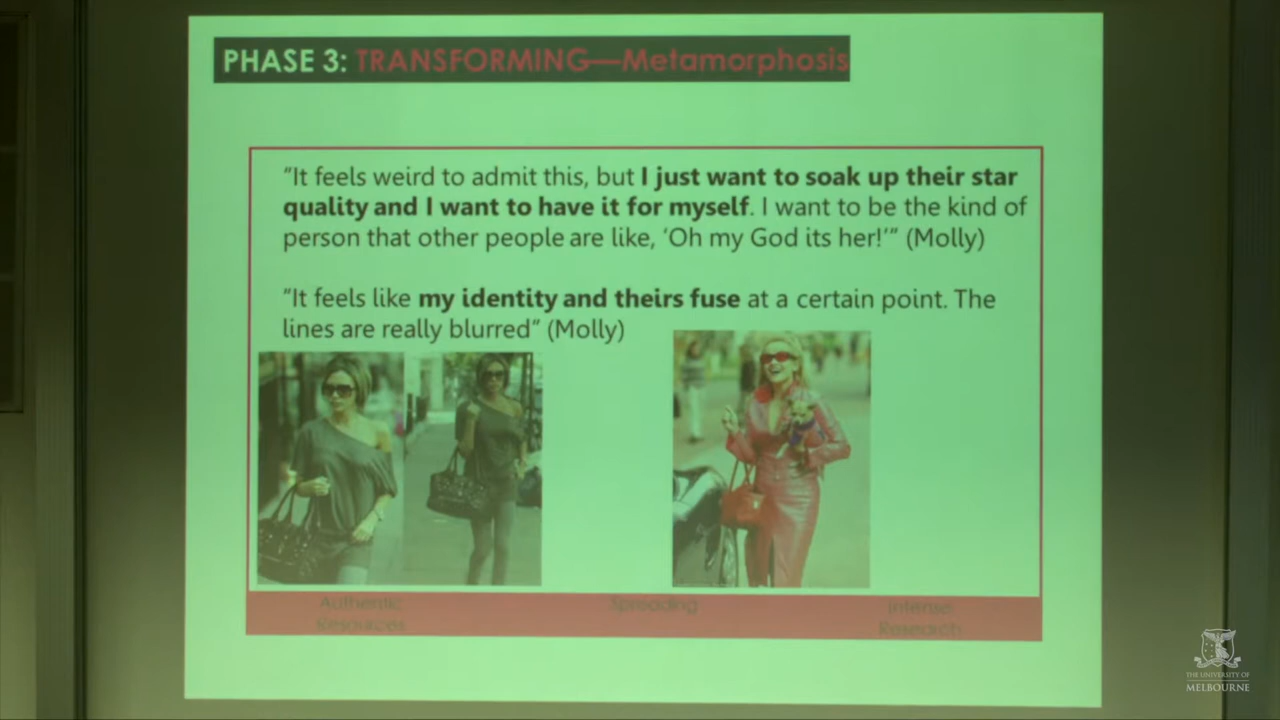 PHASE 3: TRANSFORMING—Metamorphosis
“It feels weird to admit this, but I just want to soak up their star
quality and I want to have it for myself. I want to be the kind of
person that other people are like, ‘Oh my God its her!’” (Molly)
“It feels like my identity and theirs fuse at a certain point. The
lines are really blurred” (Molly)
Authentic
Resources
Spreading
Intense
Research
THE UNIVERSITY OF
MELBOURNE